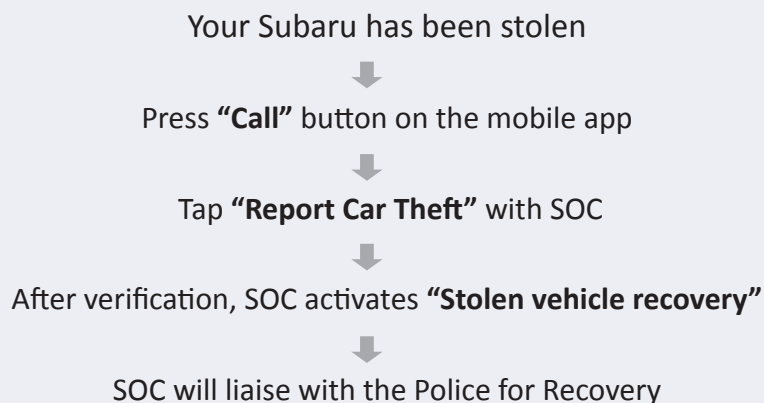 Your Subaru has been stolen
Press “Call” button on the mobile app
Tap “Report Car Theft” with SOC
After verification, SOC activates “Stolen vehicle recovery”
SOC will liaise with the Police for Recovery